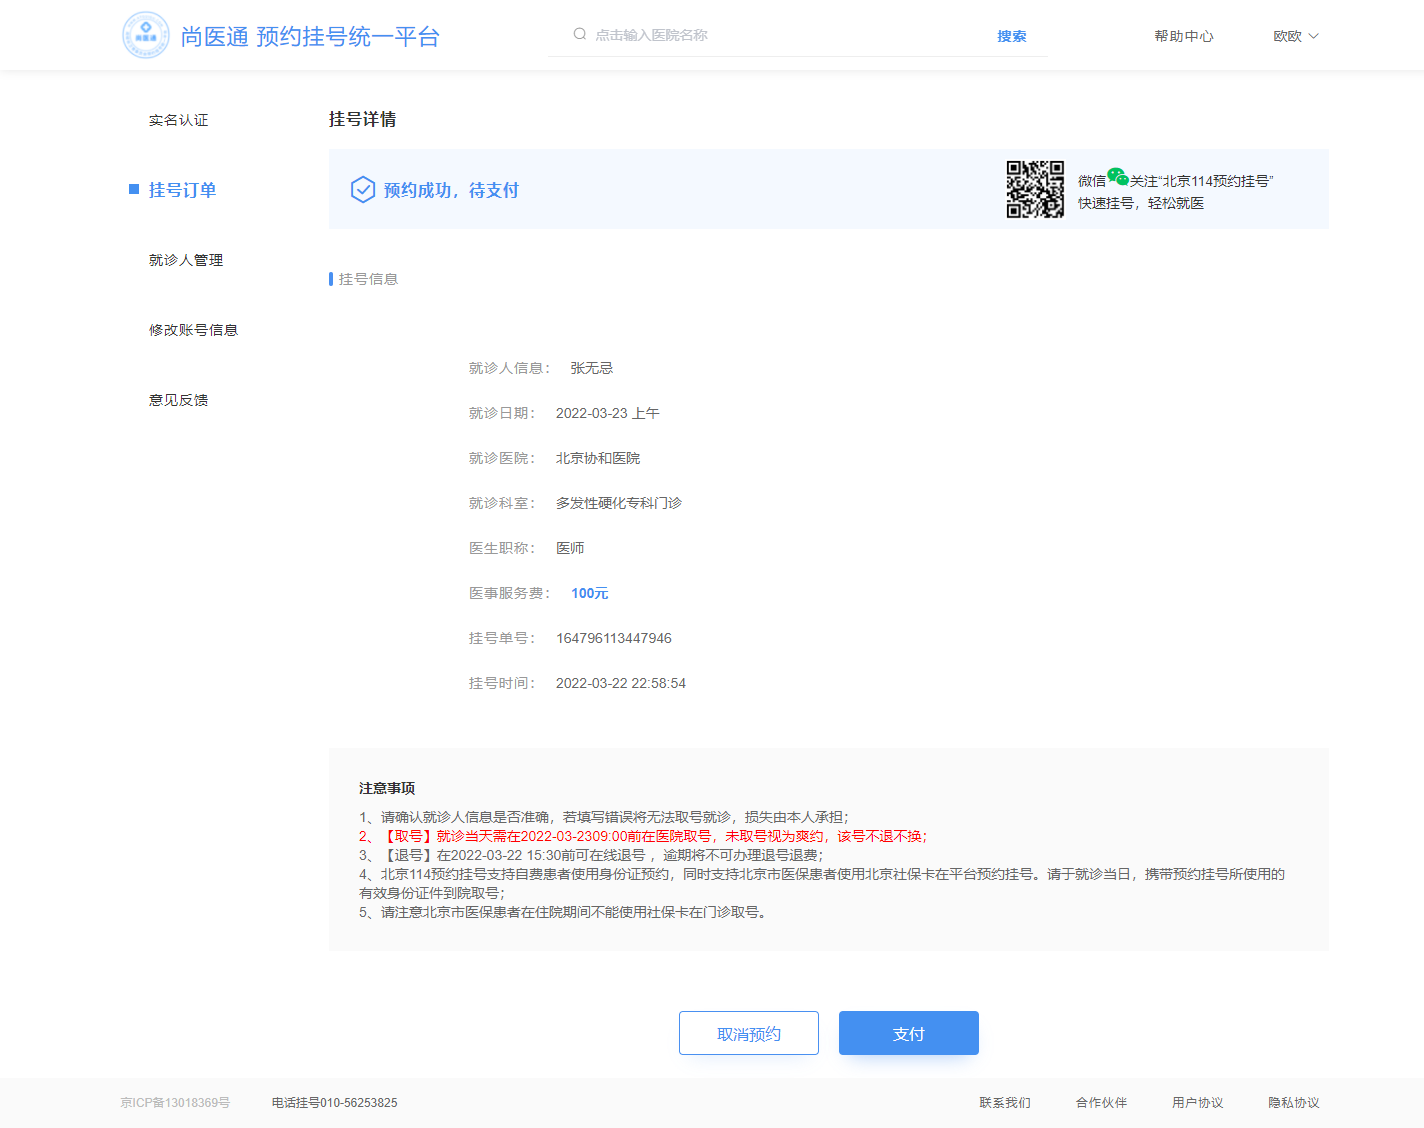 尚医通 预约挂号统一平台
点击输入医院名称
搜索
帮助中心
欧欧
实名认证
挂号订单
就诊人管理
修改账号信息
意见反馈
挂号详情
预约成功，待支付
微信关注“北京114预约挂号”
快速挂号，轻松就医
挂号信息
就诊人信息： 张无忌
就诊日期： 2022-03-23 上午
就诊医院： 北京协和医院
就诊科室： 多发性硬化专科门诊
医生职称： 医师
医事服务费： 100元
挂号单号： 164796113447946
挂号时间： 2022-03-22 22:58:54
注意事项
1、请确认就诊人信息是否准确，若填写错误将无法取号就诊，损失由本人承担；
2、【取号】就诊当天需在2022-03-2309:00前在医院取号，未取号视为爽约，该号不退不换；
3、【退号】在2022-03-22 15:30前可在线退号 ，逾期将不可办理退号退费；
4、北京114预约挂号支持自费患者使用身份证预约，同时支持北京市医保患者使用北京社保卡在平台预约挂号。请于就诊当日，携带预约挂号所使用的
有效身份证件到院取号；
5、请注意北京市医保患者在住院期间不能使用社保卡在门诊取号。
取消预约
支付
京ICP备13018369号
电话挂号010-56253825
联系我们
合作伙伴
用户协议
隐私协议